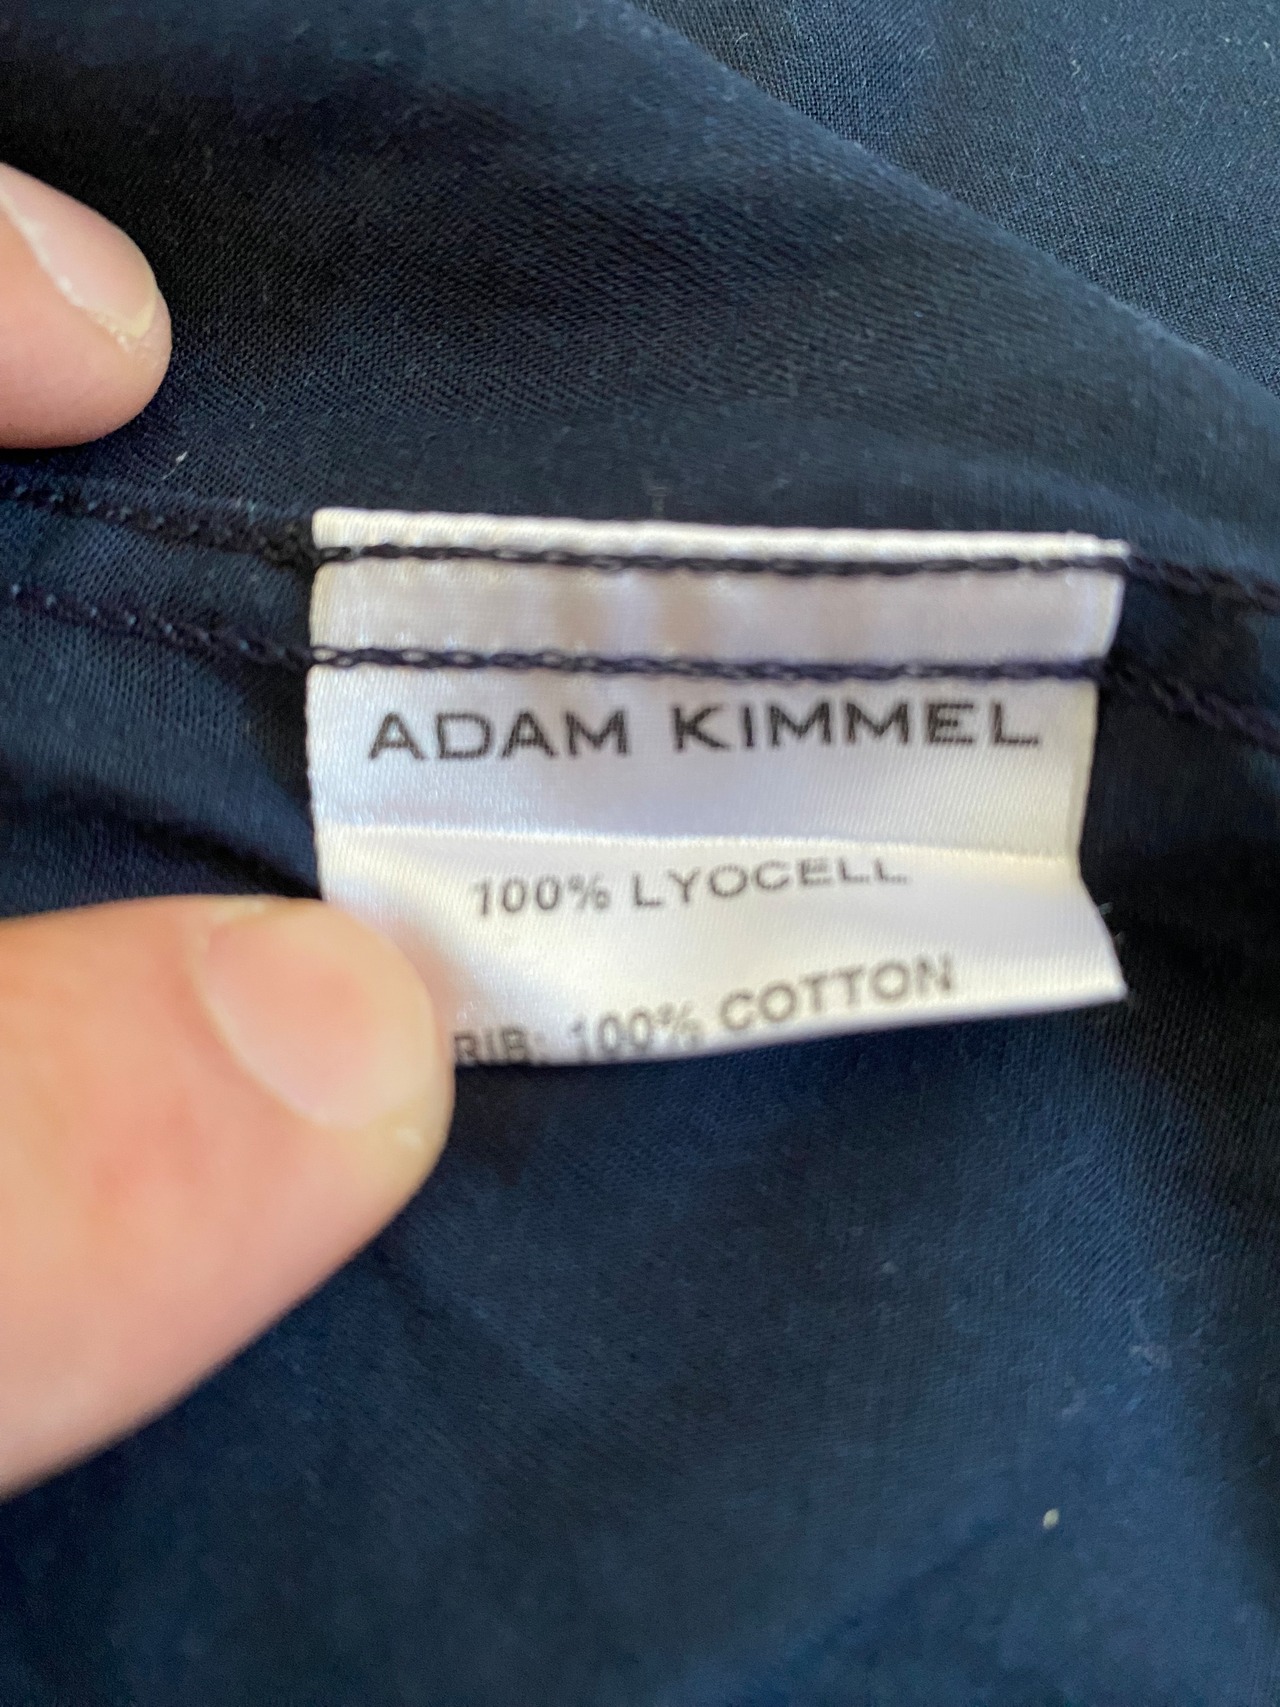 ADAM KIMMEL
100% LYOCELL
RIB: 100% COTTON